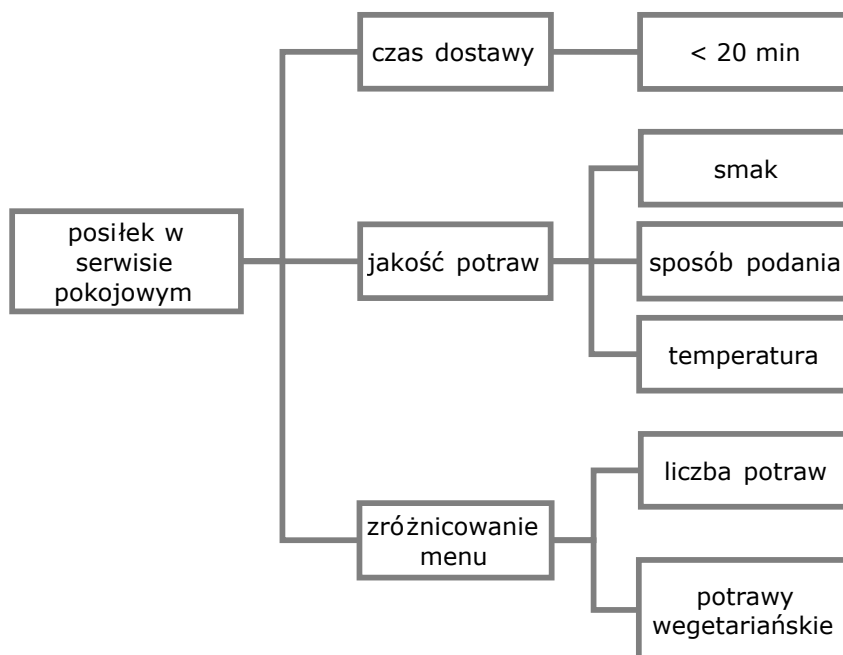 posiłek w
serwisie
pokojowym
czas dostawy
< 20 min
jakość potraw
smak
sposób podania
temperatura
zróżnicowanie
menu
liczba potraw
potrawy
wegetariańskie